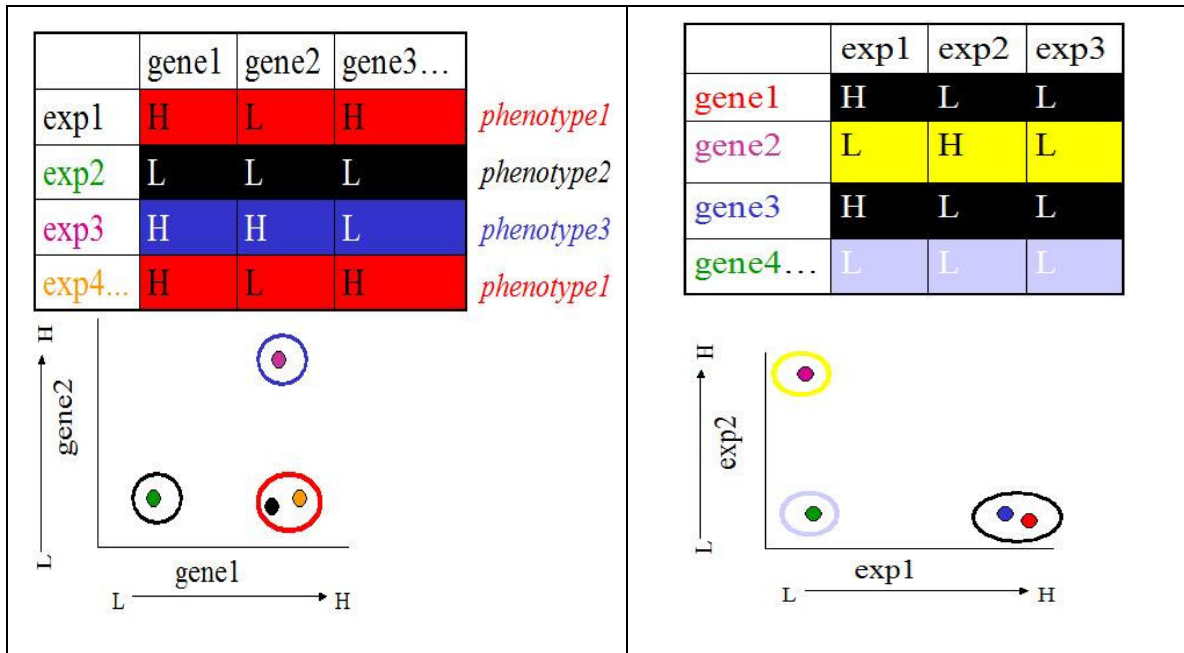 gene1 gene2 gene3...
exp1 H L H phenotype1
exp2 L L L phenotype2
exp3 H H L phenotype3
exp4... H L H phenotype1
H
gene2
L
gene1
L H
exp1 exp2 exp3
gene1 H L L
gene2 L H L
gene3 H L L
gene4... L L L
H
exp2
L
exp1
L H